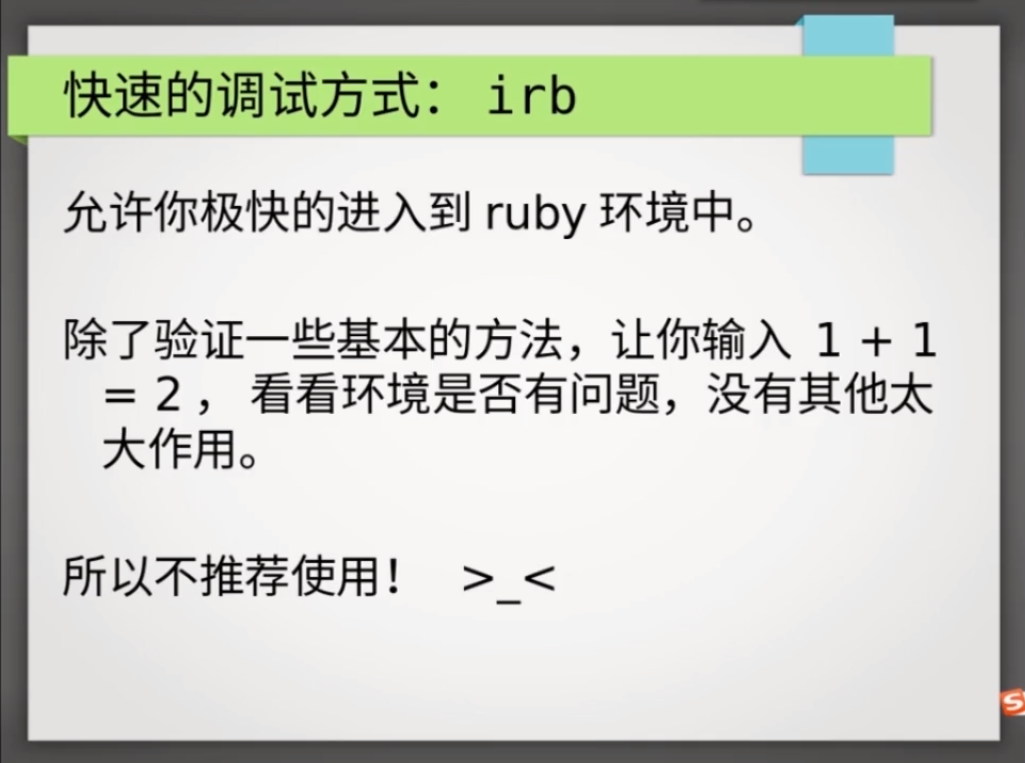 快速的调试方式： irb
允许你极快的进入到 ruby 环境中。
除了验证一些基本的方法，让你输入 1 + 1
= 2 ， 看看环境是否有问题，没有其他太
大作用。
所以不推荐使用！ >_<
S